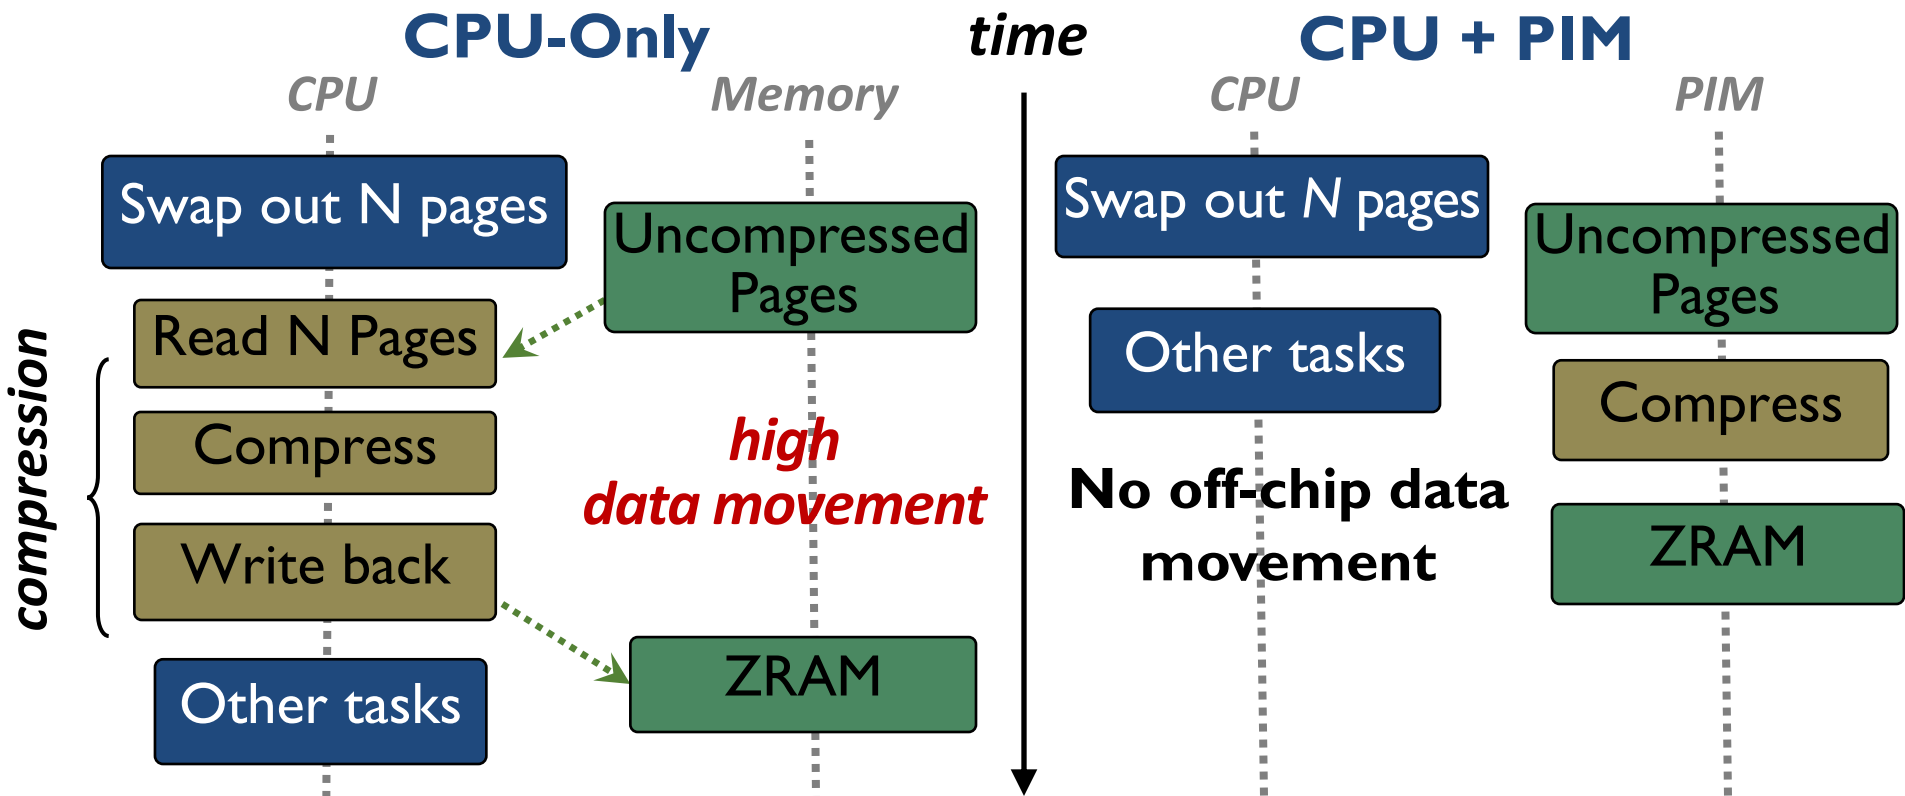 CPU-Only
time
CPU + PIM
CPU
Memory
CPU
PIM
Swap out N pages
Uncompressed
Pages
Read N Pages
Compress
Write back
compression
high
data movement
Other tasks
ZRAM
Swap out N pages
Uncompressed
Pages
Other tasks
Compress
No off-chip data
movement
ZRAM